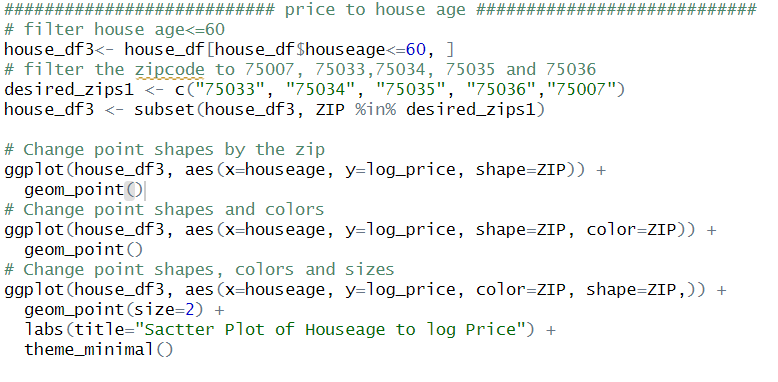 ########################### price to house age ############################
# filter house age<=60
house_df3<- house_df[house_df$houseage<=60, ]
# filter the zipcode to 75007, 75033,75034, 75035 and 75036
desired_zips1 <- c("75033", "75034", "75035", "75036","75007")
house_df3 <- subset(house_df3, ZIP %in% desired_zips1)
# Change point shapes by the zip
ggplot(house_df3, aes(x=houseage, y=log_price, shape=ZIP)) +
geom_point()
# Change point shapes and colors
ggplot(house_df3, aes(x=houseage, y=log_price, shape=ZIP, color=ZIP)) +
geom_point()
# Change point shapes, colors and sizes
ggplot(house_df3, aes(x=houseage, y=log_price, color=ZIP, shape=ZIP,)) +
geom_point(size=2) +
labs(title="Sactter Plot of Houseage to log Price") +
theme_minimal()